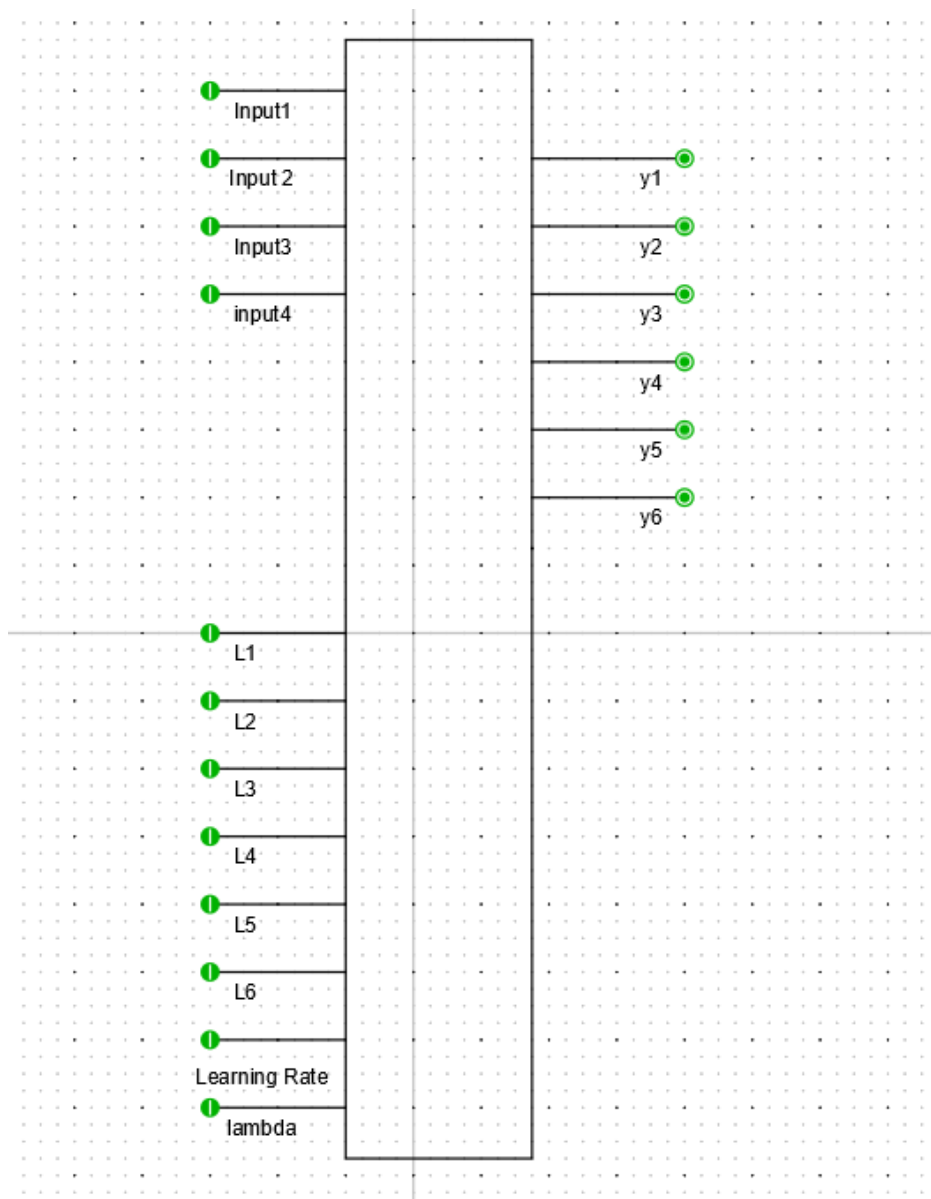 Input1
Input 2
y1
Input3
y2
input4
y3
y4
y5
y6
L1
L2
L3
L4
L5
L6
Learning Rate
lambda